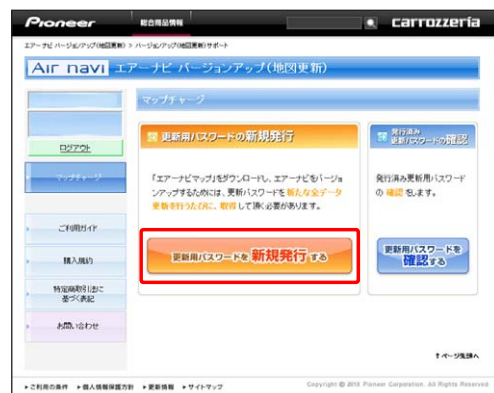 Pioneer
総合商品情報
carrozzeria
エアーナビ バージョンアップ(地図更新) > バージョンアップ(地図更新)サポート
AIr navI エアーナビ バージョンアップ(地図更新)
マップチャージ
ログアウト
マップチャージ
ご利用ガイド
購入規約
特定商取引法に
基づく表記
お問い合わせ
更新用パスワードの新規発行
「エアーナビマップ」をダウンロードし、エアーナビをバージョ
ンアップするためには、更新パスワードを新たな全データ
更新を行うたびに、取得して頂く必要があります。
更新用パスワードを 新規発行 する
発行済み
更新用パスワードの確認
発行済み更新用パスワード
の 確認 をします。
更新用パスワードを
確認する
↑ページ先頭へ
ご利用の条件
個人情報保護方針
更新情報
サイトマップ
Pioneer Corporation. All Rights Reserved